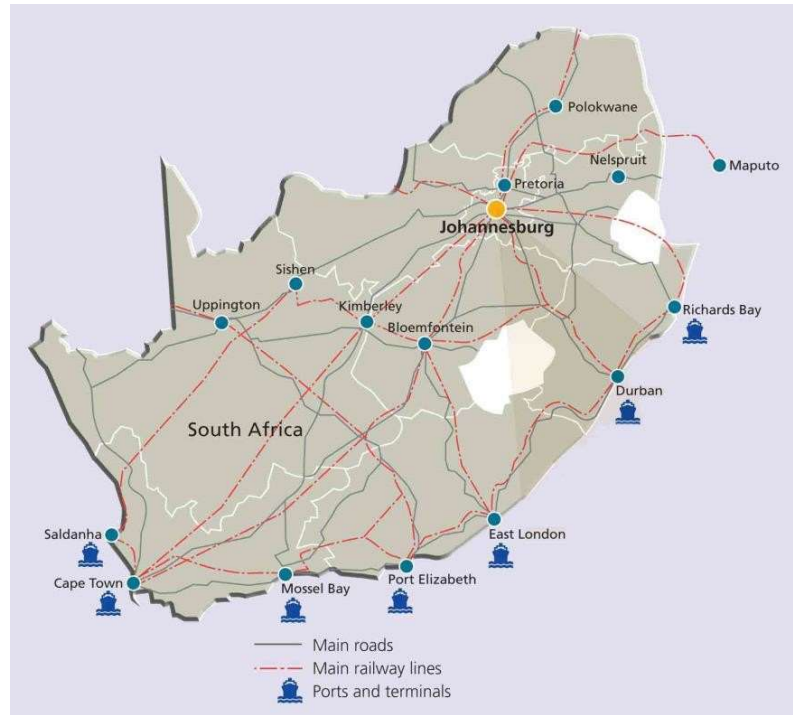 Polokwane
Nelspruit
Maputo
Pretoria
Johannesburg
Sishen
Uppington
Kimberley
Bloemfontein
Richards Bay
Durban
South Africa
Saldanha
East London
Cape Town
Mossel Bay
Port Elizabeth
Main roads
Main railway lines
Ports and terminals